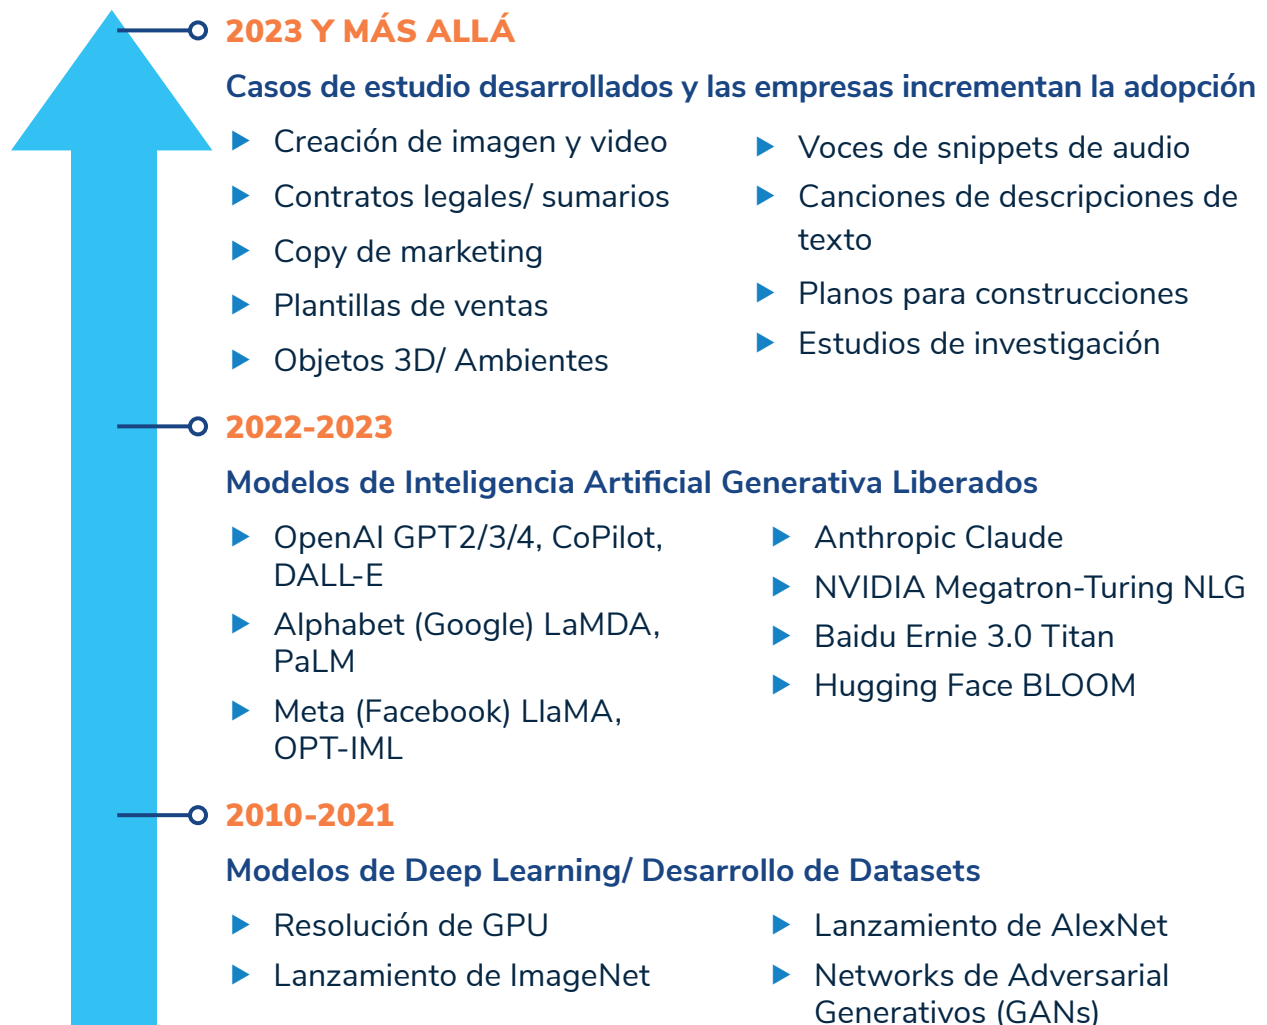 2023 Y MÁS ALLÁ
Casos de estudio desarrollados y las empresas incrementan la adopción
Creación de imagen y video
Contratos legales/ sumarios
Copy de marketing
Plantillas de ventas
Objetos 3D/ Ambientes
Voces de snippets de audio
Canciones de descripciones de
texto
Planos para construcciones
Estudios de investigación
2022-2023
Modelos de Inteligencia Artificial Generativa Liberados
OpenAI GPT2/3/4, CoPilot,
DALL-E
Alphabet (Google) LaMDA,
PaLM
Meta (Facebook) LlaMA,
OPT-IML
Anthropic Claude
NVIDIA Megatron-Turing NLG
Baidu Ernie 3.0 Titan
Hugging Face BLOOM
2010-2021
Modelos de Deep Learning/ Desarrollo de Datasets
Resolución de GPU
Lanzamiento de ImageNet
Lanzamiento de AlexNet
Networks de Adversarial
Generativos (GANs)